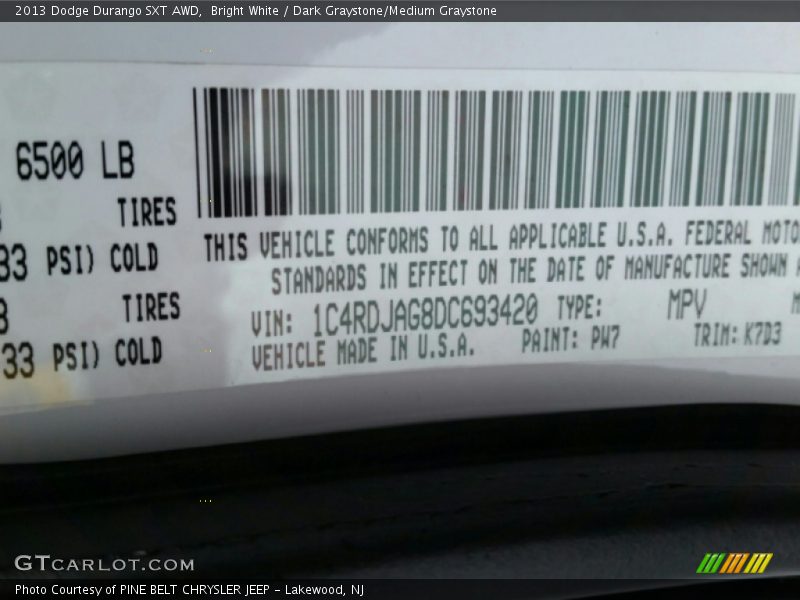 2013 Dodge Durango SXT AWD,  Bright White / Dark Graystone/Medium Graystone
6500 LB
TIRES
THIS VEHICLE CONFORMS TO ALL APPLICABLE U.S.A. FEDERAL MOTO
33 PSI) COLD
STANDARDS IN EFFECT ON THE DATE OF MANUFACTURE SHOWN
TIRES
VIN: 1C4RDJAG8DC693420 TYPE: MPV
33 PSI) COLD
VEHICLE MADE IN U.S.A. PAINT: PW7 TRIM: K7D3
GTCARLOT.COM
Photo Courtesy of PINE BELT CHRYSLER JEEP - Lakewood, NJ